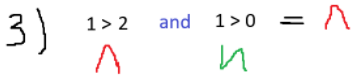 3) 1 > 2 and 1 > 0 = Л
Л И